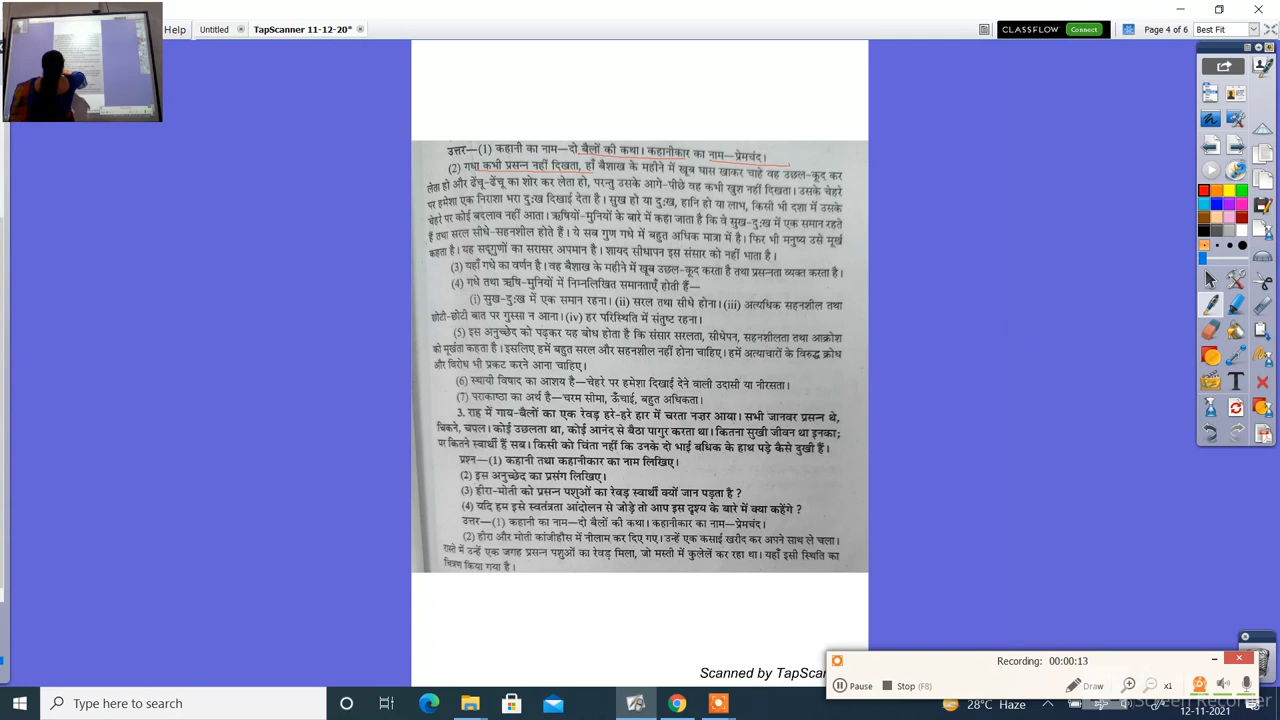 Help
Untitled
TapScanner 11-12-20*
CLASSFLOW
Connect
Page 4 of 6
Best Fit
उत्तर—(1) कहानी का नाम—दो बैलों की कथा। कहानीकार का नाम—प्रेमचंद।
(2) गधा कभी प्रसन्न नहीं दिखता, हाँ बैशाख के महीने में खूब घास खाकर चाहे वह उछल-कूद कर
लेता हो और ढेंचू-ढेंचू का शोर कर लेता हो, परन्तु उसके आगे-पीछे वह कभी खुश नहीं दिखता। उसके चेहरे
पर हमेशा एक निराशा भरा दुःख दिखाई देता है। सुख हो या दुःख, हानि हो या लाभ, किसी भी दशा में उसके
चेहरे पर कोई बदलाव नहीं आता। ऋषियों-मुनियों के बारे में कहा जाता है कि वे सुख-दुःख में एक समान रहते
हैं तथा सरल सीधे-सहनशील होते हैं। ये सब गुण गधे में बहुत अधिक मात्रा में है। फिर भी मनुष्य उसे मूर्ख
कहता है। यह सद्गुणों का सरासर अपमान है। शायद सीधापन इस संसार को नहीं भाता है।
(3) यहाँ गधे का वर्णन है। वह बैशाख के महीने में खूब उछल-कूद करता है तथा प्रसन्नता व्यक्त करता है।
(4) गधे तथा ऋषि-मुनियों में निम्नलिखित समानताएँ होती हैं—
(i) सुख-दुःख में एक समान रहना। (ii) सरल तथा सीधे होना। (iii) अत्यधिक सहनशील तथा
छोटी-छोटी बात पर गुस्सा न आना। (iv) हर परिस्थिति में संतुष्ट रहना।
(5) इस अनुच्छेद को पढ़कर यह बोध होता है कि संसार सरलता, सीधेपन, सहनशीलता तथा आक्रोश
को मूर्खता कहता है। इसलिए हमें बहुत सरल और सहनशील नहीं होना चाहिए। हमें अत्याचारों के विरुद्ध क्रोध
और विरोध भी प्रकट करने आना चाहिए।
(6) स्थायी विषाद का आशय है—चेहरे पर हमेशा दिखाई देने वाली उदासी या नीरसता।
(7) पराकाष्ठा का अर्थ है—चरम सीमा, ऊँचाई, बहुत अधिकता।
3. राह में गाय-बैलों का एक रेवड़ हरे-हरे हार में चरता नज़र आया। सभी जानवर प्रसन्न थे,
चिकने, चपल। कोई उछलता था, कोई आनंद से बैठा पागुर करता था। कितना सुखी जीवन था इनका;
पर कितने स्वार्थी हैं सब। किसी को चिंता नहीं कि उनके दो भाई बधिक के हाथ पड़े कैसे दुखी हैं।
प्रश्न—(1) कहानी तथा कहानीकार का नाम लिखिए।
(2) इस अनुच्छेद का प्रसंग लिखिए।
(3) हीरा-मोती को प्रसन्न पशुओं का रेवड़ स्वार्थी क्यों जान पड़ता है ?
(4) यदि हम इसे स्वतंत्रता आंदोलन से जोड़े तो आप इस दृश्य के बारे में क्या कहेंगे ?
उत्तर—(1) कहानी का नाम—दो बैलों की कथा। कहानीकार का नाम—प्रेमचंद।
(2) हीरा और मोती कांजीहौस में नीलाम कर दिए गए। उन्हें एक कसाई खरीद कर अपने साथ ले चला।
रास्ते में उन्हें एक जगह प्रसन्न पशुओं का रेवड़ मिला, जो मस्ती में कुलेलें कर रहा था। यहाँ इसी स्थिति का
चित्रण किया गया है।
Scanned by TapScan
Recording: 00:00:13
Pause
Stop (F8)
Draw
x1
Type here to search
28°C Haze
12-11-2021